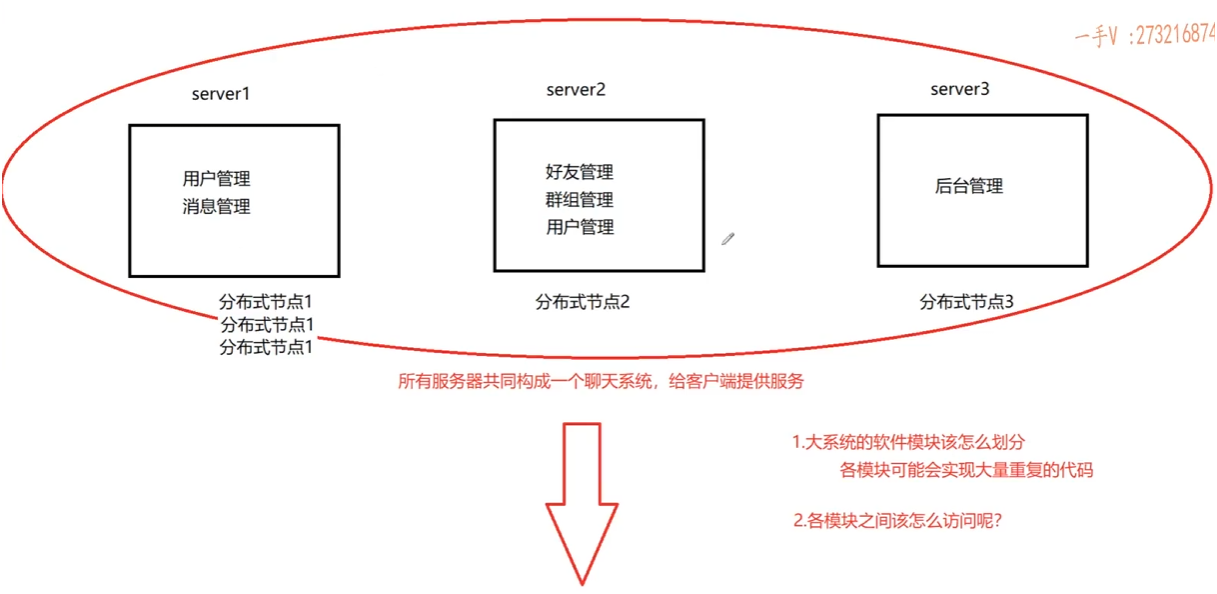 一手V :273216874
server1
server2
server3
用户管理
消息管理
好友管理
群组管理
用户管理
后台管理
分布式节点1
分布式节点1
分布式节点1
分布式节点2
分布式节点3
所有服务器共同构成一个聊天系统，给客户端提供服务
1.大系统的软件模块该怎么划分
各模块可能会实现大量重复的代码
2.各模块之间该怎么访问呢？